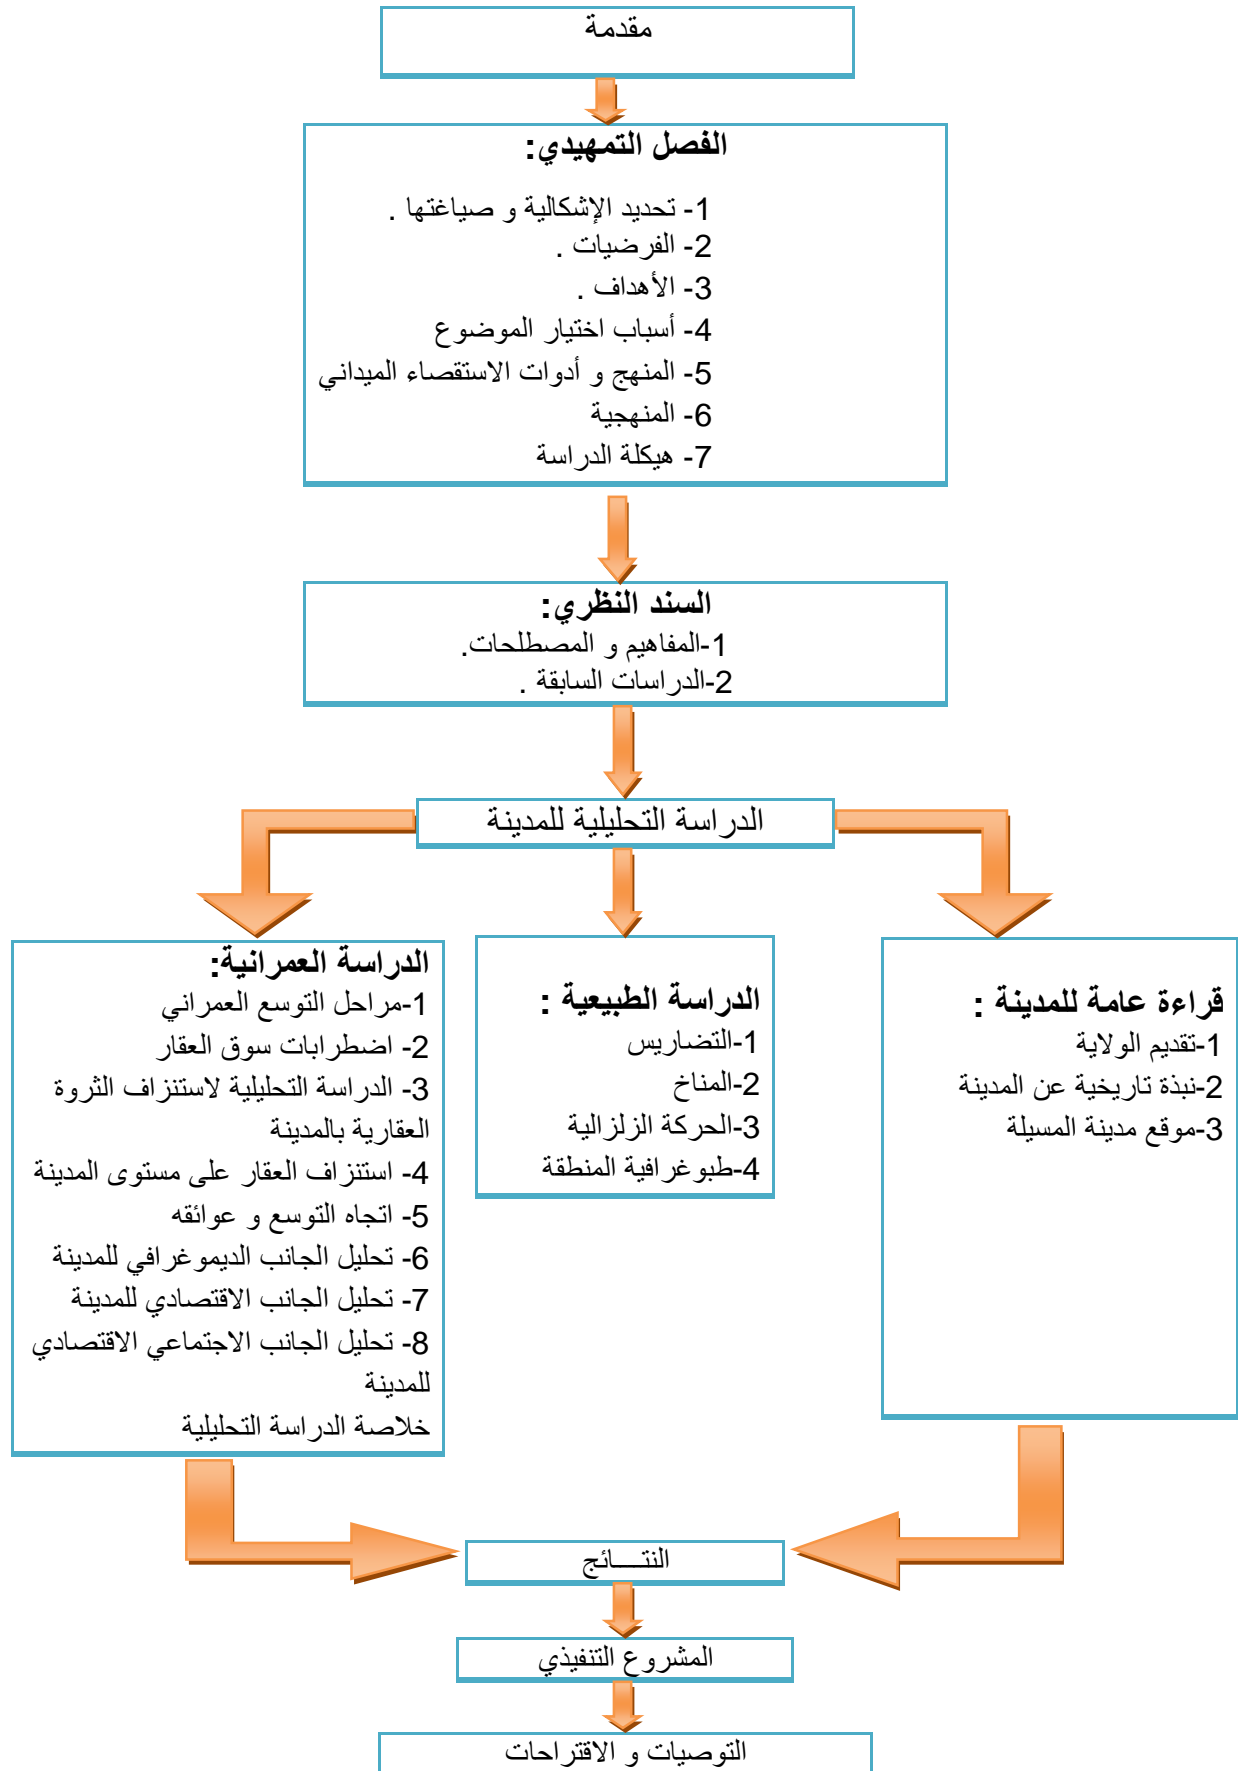 مقدمة
الفصل التمهيدي:
1- تحديد الإشكالية و صياغتها .
2- الفرضيات .
3- الأهداف .
4- أسباب اختيار الموضوع
5- المنهج و أدوات الاستقصاء الميداني
6- المنهجية
7- هيكلة الدراسة
السند النظري:
1-المفاهيم و المصطلحات.
2-الدراسات السابقة .
الدراسة التحليلية للمدينة
قراءة عامة للمدينة :
1-تقديم الولاية
2-نبذة تاريخية عن المدينة
3-موقع مدينة المسيلة
الدراسة الطبيعية :
1-التضاريس
2-المناخ
3-الحركة الزلزالية
4-طبوغرافية المنطقة
الدراسة العمرانية:
1-مراحل التوسع العمراني
2- اضطرابات سوق العقار
3- الدراسة التحليلية لاستنزاف الثروة
العقارية بالمدينة
4- استنزاف العقار على مستوى المدينة
5- اتجاه التوسع و عوائقه
6- تحليل الجانب الديموغرافي للمدينة
7- تحليل الجانب الاقتصادي للمدينة
8- تحليل الجانب الاجتماعي الاقتصادي
للمدينة
خلاصة الدراسة التحليلية
النتـــــائج
المشروع التنفيذي
التوصيات و الاقتراحات